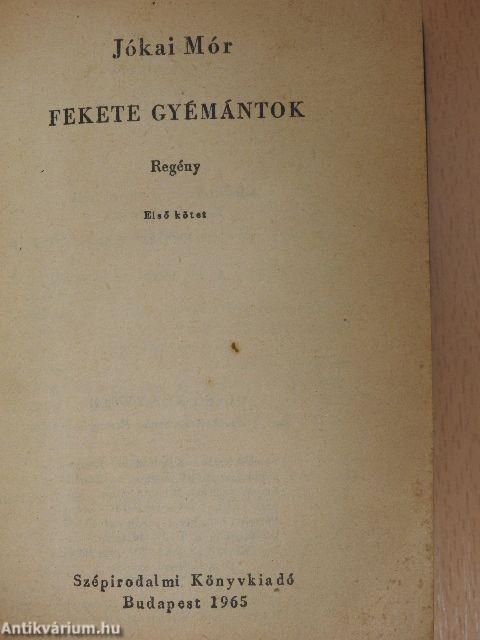 Jókai Mór
FEKETE GYÉMÁNTOK
Regény
Első kötet
Szépirodalmi Könyvkiadó
Budapest 1965
Antikvárium.hu